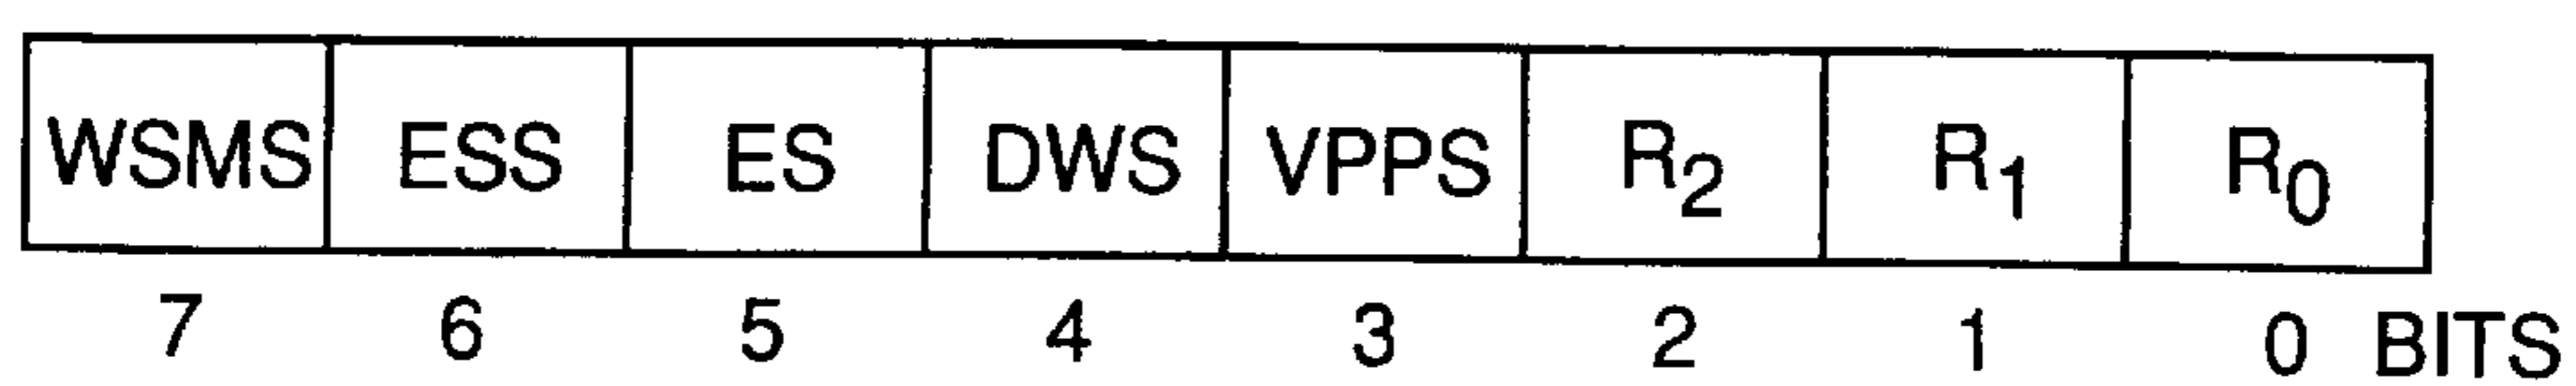 WSMS ESS ES DWS VPPS R₂ R₁ R₀
7 6 5 4 3 2 1 0 BITS